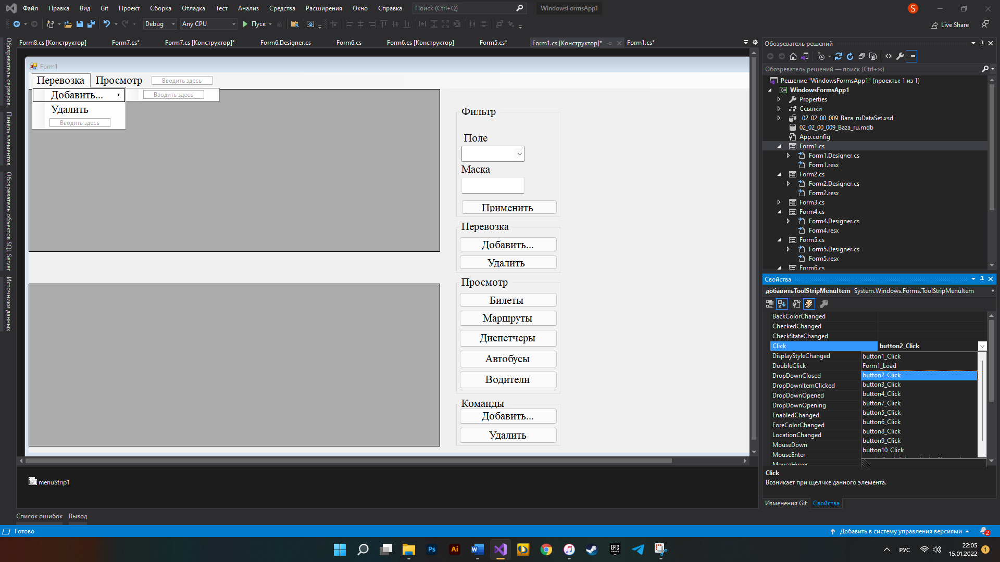 Файл Правка Вид Git Проект Сборка Отладка Тест Анализ Средства Расширения Окно Справка Поиск (Ctrl+Q) WindowsFormsApp1 S
Debug Any CPU Пуск Live Share
Form8.cs [Конструктор] Form7.cs* Form7.cs [Конструктор]* Form6.Designer.cs Form6.cs Form6.cs [Конструктор] Form5.cs* Form1.cs [Конструктор]* Form1.cs*
Обозреватель серверов
Панель элементов
Обозреватель объектов SQL Server
Источники данных
Form1
Перевозка Просмотр Вводить здесь
Добавить... Вводить здесь
Удалить
Вводить здесь
Фильтр
Поле
Маска
Применить
Перевозка
Добавить...
Удалить
Просмотр
Билеты
Маршруты
Диспетчеры
Автобусы
Водители
Команды
Добавить...
Удалить
menuStrip1
Список ошибок Вывод
Обозреватель решений
Обозреватель решений — поиск (Ctrl+ж)
Решение "WindowsFormsApp1" (проекты: 1 из 1)
C# WindowsFormsApp1
Properties
Ссылки
_02_02_00_009_Baza_ruDataSet.xsd
02_02_00_009_Baza_ru.mdb
App.config
Form1.cs
Form1.Designer.cs
Form1.resx
Form2.cs
Form2.Designer.cs
Form2.resx
Form3.cs
Form4.cs
Form4.Designer.cs
Form4.resx
Form5.cs
Form5.Designer.cs
Form5.resx
Form6.cs
Свойства
добавитьToolStripMenuItem System.Windows.Forms.ToolStripMenuItem
BackColorChanged
CheckedChanged
CheckStateChanged
Click button2_Click
DisplayStyleChanged
DoubleClick
DropDownClosed
DropDownItemClicked
DropDownOpened
DropDownOpening
EnabledChanged
ForeColorChanged
LocationChanged
MouseDown
MouseEnter
MouseHover
button1_Click
Form1_Load
button2_Click
button3_Click
button4_Click
button7_Click
button5_Click
button6_Click
button8_Click
button9_Click
button10_Click
Click
Возникает при щелчке данного элемента.
Изменения Git Свойства
Готово Добавить в систему управления версиями 2
Ps Ai W EPIC GAMES РУС 22:05
15.01.2022 1